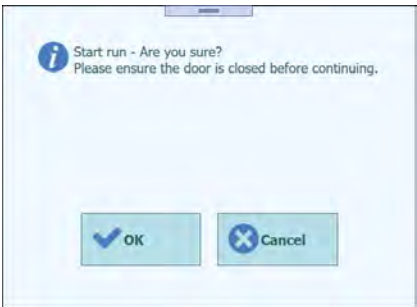 Start run - Are you sure?
Please ensure the door is closed before continuing.
OK
Cancel